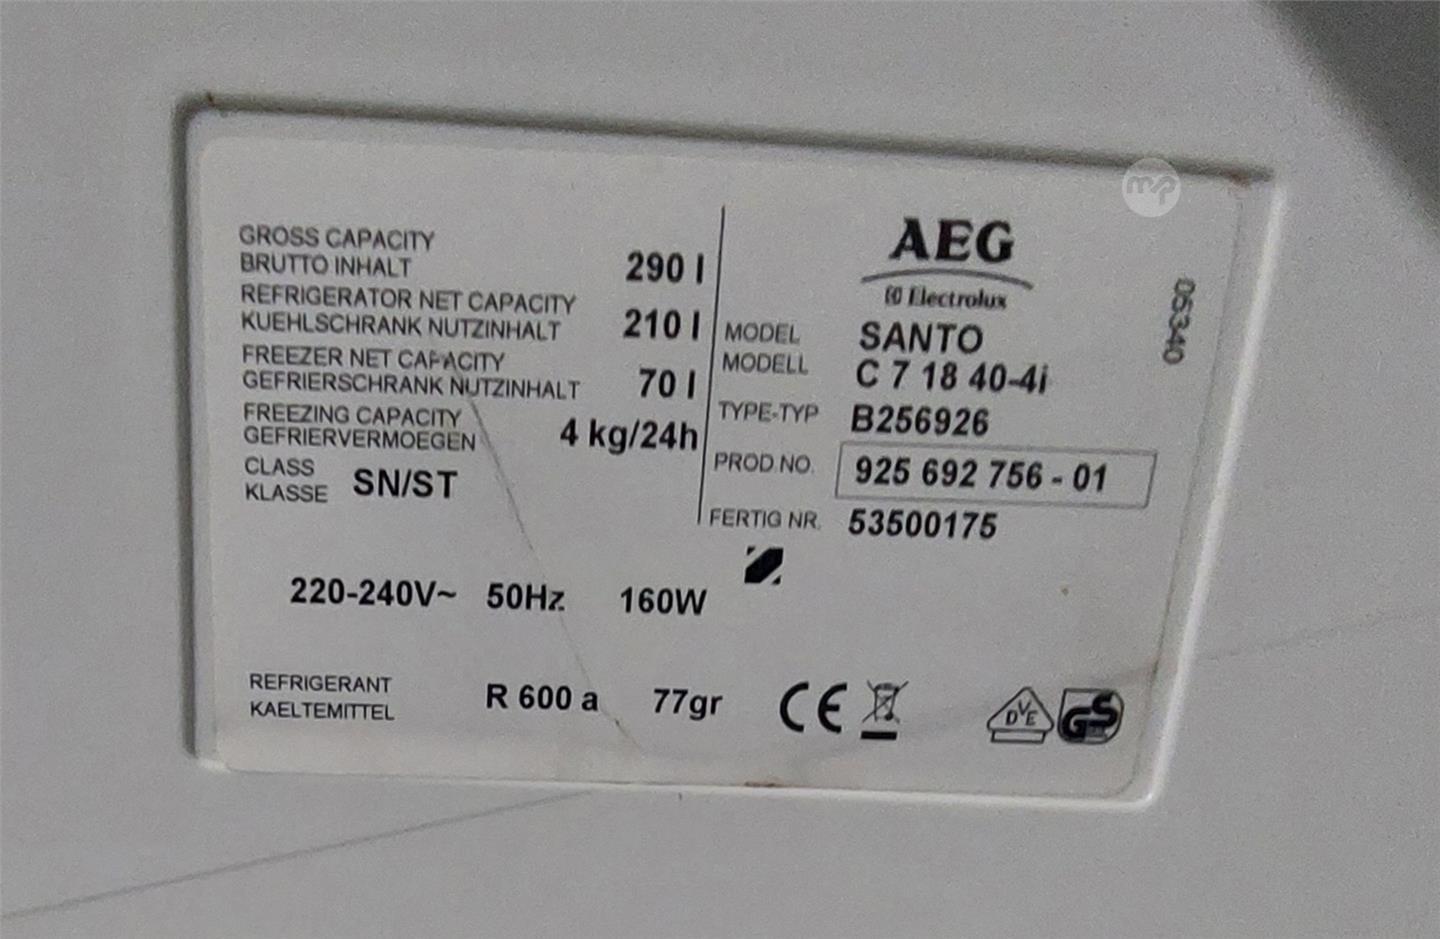 GROSS CAPACITY
BRUTTO INHALT 290 l
REFRIGERATOR NET CAPACITY
KUEHLSCHRANK NUTZINHALT 210 l
FREEZER NET CAPACITY
GEFRIERSCHRANK NUTZINHALT 70 l
FREEZING CAPACITY
GEFRIERVERMOEGEN 4 kg/24h
CLASS
KLASSE SN/ST
220-240V~ 50Hz 160W
REFRIGERANT
KAELTEMITTEL R 600 a 77gr
AEG
Electrolux
MODEL SANTO
MODELL C 7 18 40-4i
TYPE-TYP B256926
PROD.NO. 925 692 756 - 01
FERTIG NR. 53500175
CE
DVE
GS
06340
mp